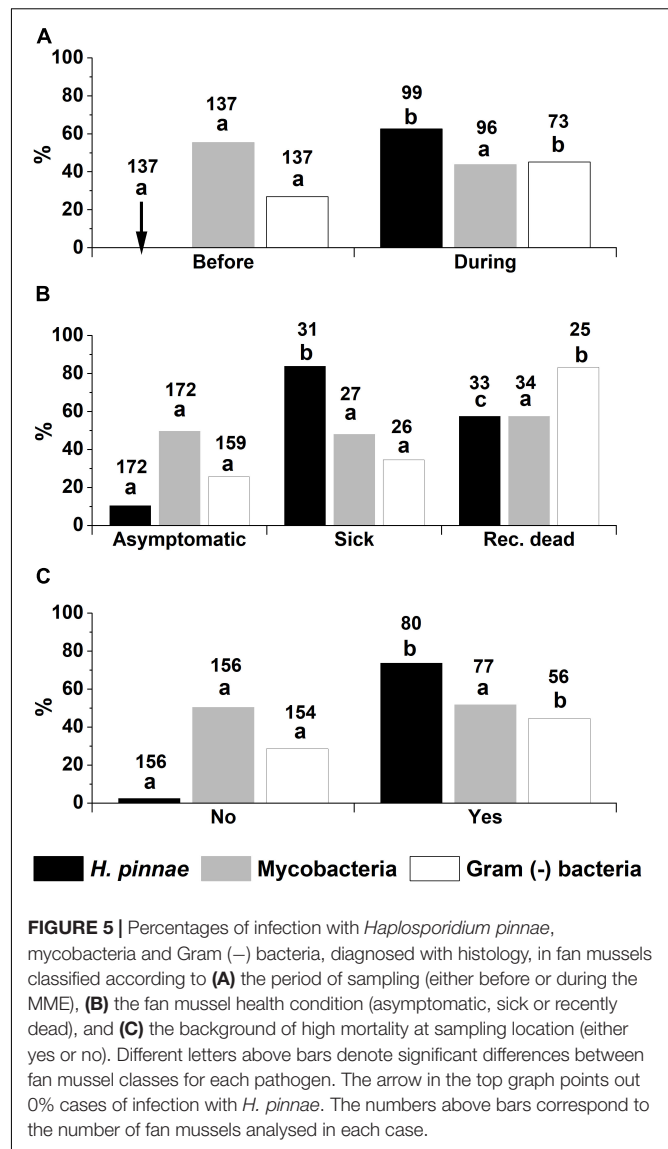 A
100
80
60
40
20
0
%
137
a
137
a
137
a
99
b
96
a
73
b
Before During
B
100
80
60
40
20
0
%
172
a
172
a
159
a
31
b
27
a
26
a
33
c
34
a
25
b
Asymptomatic Sick Rec. dead
C
100
80
60
40
20
0
%
156
a
156
a
154
a
80
b
77
a
56
b
No Yes
H. pinnae Mycobacteria Gram (-) bacteria
FIGURE 5 | Percentages of infection with Haplosporidium pinnae,
mycobacteria and Gram (−) bacteria, diagnosed with histology, in fan mussels
classified according to (A) the period of sampling (either before or during the
MME), (B) the fan mussel health condition (asymptomatic, sick or recently
dead), and (C) the background of high mortality at sampling location (either
yes or no). Different letters above bars denote significant differences between
fan mussel classes for each pathogen. The arrow in the top graph points out
0% cases of infection with H. pinnae. The numbers above bars correspond to
the number of fan mussels analysed in each case.